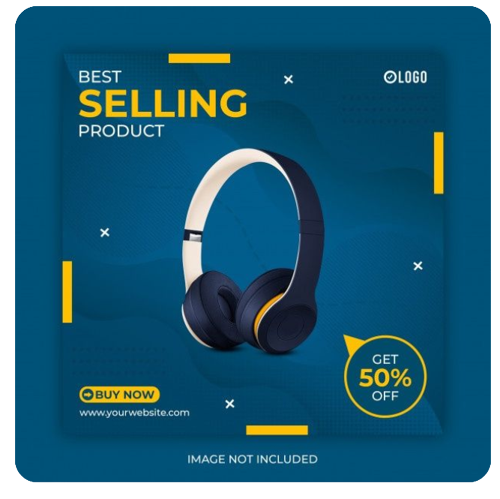 BEST
LOGO
SELLING
PRODUCT
GET
50%
OFF
BUY NOW
www.yourwebsite.com
IMAGE NOT INCLUDED